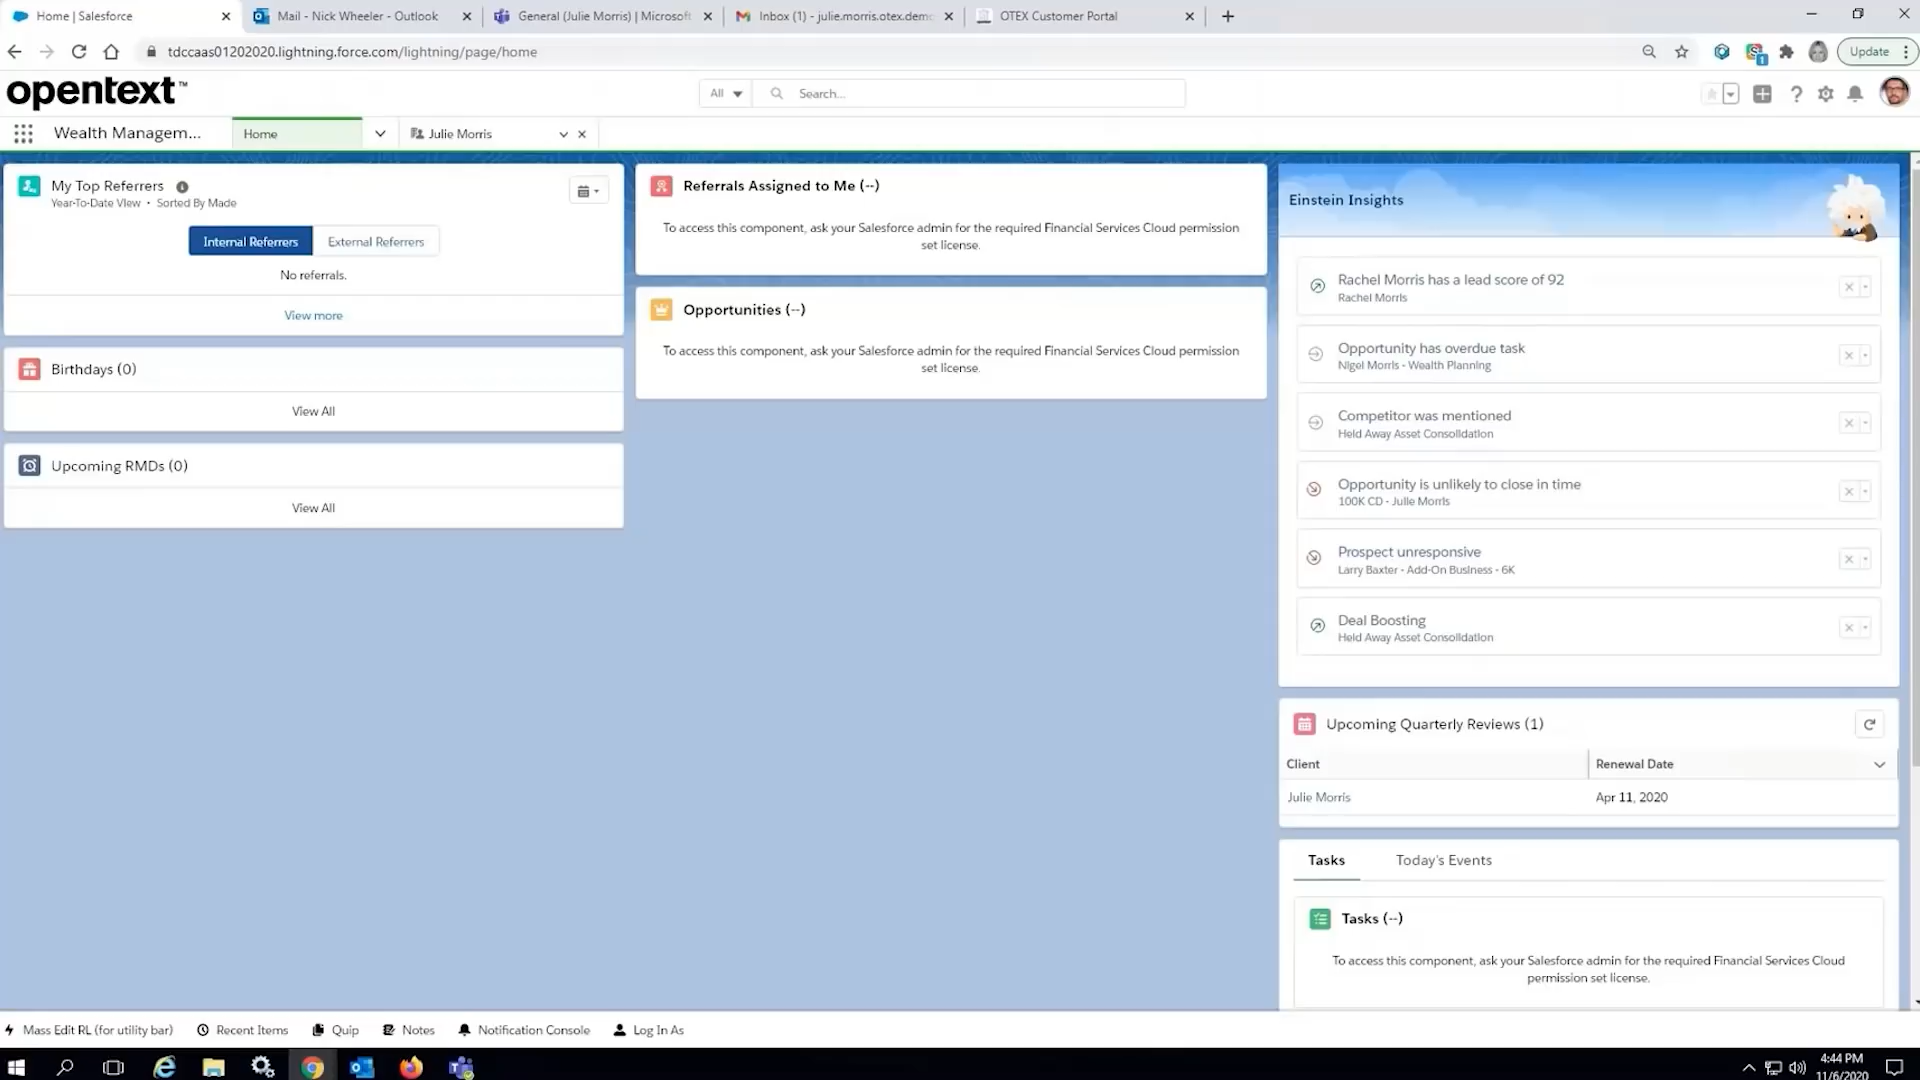 Home | Salesforce
Mail - Nick Wheeler - Outlook
General (Julie Morris) | Microsoft
Inbox (1) - julie.morris.otex.demo
OTEX Customer Portal
tdccaas01202020.lightning.force.com/lightning/page/home
Update
opentext™
All
Search...
Wealth Managem...
Home
Julie Morris
My Top Referrers
Year-To-Date View • Sorted By Made
Internal Referrers
External Referrers
No referrals.
View more
Birthdays (0)
View All
Upcoming RMDs (0)
View All
Referrals Assigned to Me (--)
To access this component, ask your Salesforce admin for the required Financial Services Cloud permission
set license.
Opportunities (--)
To access this component, ask your Salesforce admin for the required Financial Services Cloud permission
set license.
Einstein Insights
Rachel Morris has a lead score of 92
Rachel Morris
Opportunity has overdue task
Nigel Morris - Wealth Planning
Competitor was mentioned
Held Away Asset Consolidation
Opportunity is unlikely to close in time
100K CD - Julie Morris
Prospect unresponsive
Larry Baxter - Add-On Business - 6K
Deal Boosting
Held Away Asset Consolidation
Upcoming Quarterly Reviews (1)
Client
Renewal Date
Julie Morris
Apr 11, 2020
Tasks
Today's Events
Tasks (--)
To access this component, ask your Salesforce admin for the required Financial Services Cloud
permission set license.
Mass Edit RL (for utility bar)
Recent Items
Quip
Notes
Notification Console
Log In As
4:44 PM
11/6/2020